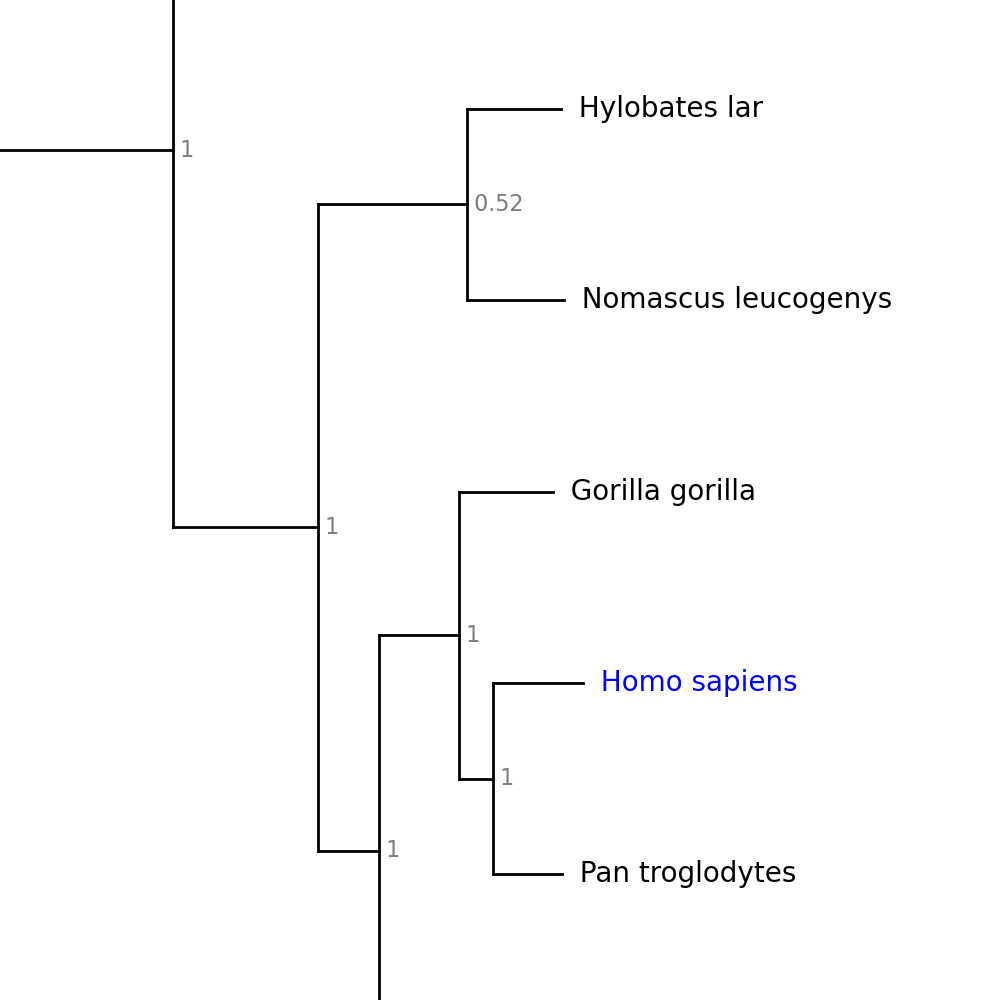 Hylobates lar
1
0.52
Nomascus leucogenys
Gorilla gorilla
1
1
Homo sapiens
1
1
Pan troglodytes